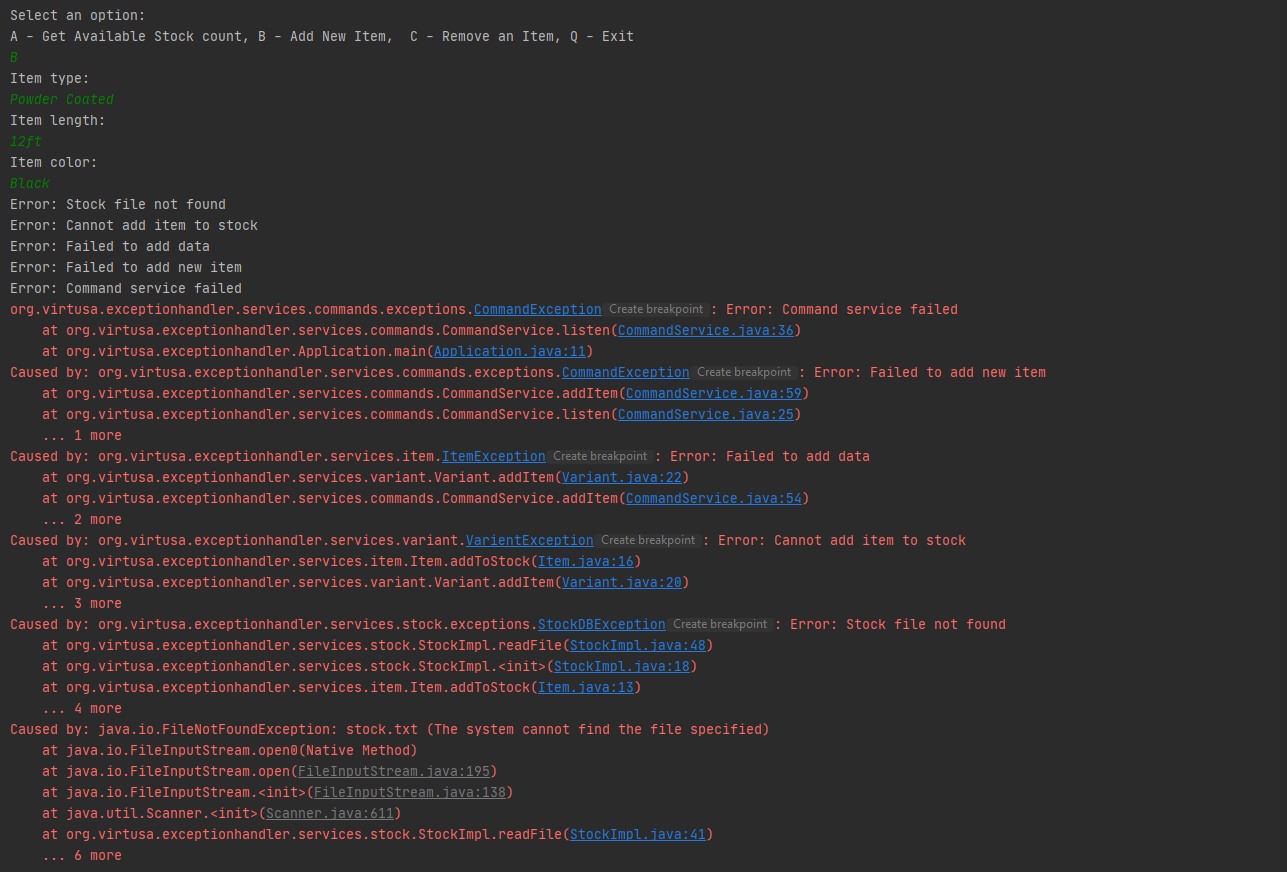 Select an option:
A - Get Available Stock count, B - Add New Item,  C - Remove an Item, Q - Exit
B
Item type:
Powder Coated
Item length:
12ft
Item color:
Black
Error: Stock file not found
Error: Cannot add item to stock
Error: Failed to add data
Error: Failed to add new item
Error: Command service failed
org.virtusa.exceptionhandler.services.commands.exceptions.CommandException Create breakpoint : Error: Command service failed
    at org.virtusa.exceptionhandler.services.commands.CommandService.listen(CommandService.java:36)
    at org.virtusa.exceptionhandler.Application.main(Application.java:11)
Caused by: org.virtusa.exceptionhandler.services.commands.exceptions.CommandException Create breakpoint : Error: Failed to add new item
    at org.virtusa.exceptionhandler.services.commands.CommandService.addItem(CommandService.java:59)
    at org.virtusa.exceptionhandler.services.commands.CommandService.listen(CommandService.java:25)
    ... 1 more
Caused by: org.virtusa.exceptionhandler.services.item.ItemException Create breakpoint : Error: Failed to add data
    at org.virtusa.exceptionhandler.services.variant.Variant.addItem(Variant.java:22)
    at org.virtusa.exceptionhandler.services.commands.CommandService.addItem(CommandService.java:54)
    ... 2 more
Caused by: org.virtusa.exceptionhandler.services.variant.VarientException Create breakpoint : Error: Cannot add item to stock
    at org.virtusa.exceptionhandler.services.item.Item.addToStock(Item.java:16)
    at org.virtusa.exceptionhandler.services.variant.Variant.addItem(Variant.java:20)
    ... 3 more
Caused by: org.virtusa.exceptionhandler.services.stock.exceptions.StockDBException Create breakpoint : Error: Stock file not found
    at org.virtusa.exceptionhandler.services.stock.StockImpl.readFile(StockImpl.java:48)
    at org.virtusa.exceptionhandler.services.stock.StockImpl.<init>(StockImpl.java:18)
    at org.virtusa.exceptionhandler.services.item.Item.addToStock(Item.java:13)
    ... 4 more
Caused by: java.io.FileNotFoundException: stock.txt (The system cannot find the file specified)
    at java.io.FileInputStream.open0(Native Method)
    at java.io.FileInputStream.open(FileInputStream.java:195)
    at java.io.FileInputStream.<init>(FileInputStream.java:138)
    at java.util.Scanner.<init>(Scanner.java:611)
    at org.virtusa.exceptionhandler.services.stock.StockImpl.readFile(StockImpl.java:41)
    ... 6 more